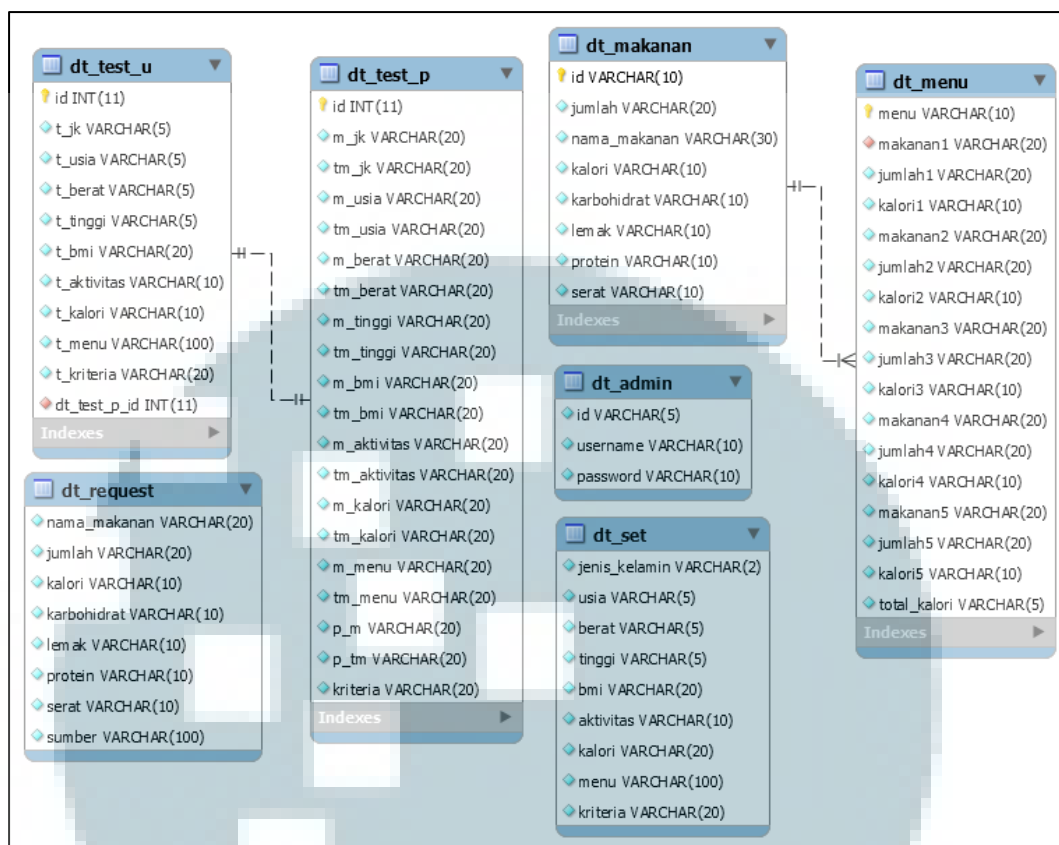 dt_test_u
id INT(11)
t_jk VARCHAR(5)
t_usia VARCHAR(5)
t_berat VARCHAR(5)
t_tinggi VARCHAR(5)
t_bmi VARCHAR(20)
t_aktivitas VARCHAR(10)
t_kalori VARCHAR(10)
t_menu VARCHAR(100)
t_kriteria VARCHAR(20)
dt_test_p_id INT(11)
Indexes
dt_request
nama_makanan VARCHAR(20)
jumlah VARCHAR(20)
kalori VARCHAR(10)
karbohidrat VARCHAR(10)
lemak VARCHAR(10)
protein VARCHAR(10)
serat VARCHAR(10)
sumber VARCHAR(100)
dt_test_p
id INT(11)
m_jk VARCHAR(20)
tm_jk VARCHAR(20)
m_usia VARCHAR(20)
tm_usia VARCHAR(20)
m_berat VARCHAR(20)
tm_berat VARCHAR(20)
m_tinggi VARCHAR(20)
tm_tinggi VARCHAR(20)
m_bmi VARCHAR(20)
tm_bmi VARCHAR(20)
m_aktivitas VARCHAR(20)
tm_aktivitas VARCHAR(20)
m_kalori VARCHAR(20)
tm_kalori VARCHAR(20)
m_menu VARCHAR(20)
tm_menu VARCHAR(20)
p_m VARCHAR(20)
p_tm VARCHAR(20)
kriteria VARCHAR(20)
Indexes
dt_makanan
id VARCHAR(10)
jumlah VARCHAR(20)
nama_makanan VARCHAR(30)
kalori VARCHAR(10)
karbohidrat VARCHAR(10)
lemak VARCHAR(10)
protein VARCHAR(10)
serat VARCHAR(10)
Indexes
dt_admin
id VARCHAR(5)
username VARCHAR(10)
password VARCHAR(10)
dt_set
jenis_kelamin VARCHAR(2)
usia VARCHAR(5)
berat VARCHAR(5)
tinggi VARCHAR(5)
bmi VARCHAR(20)
aktivitas VARCHAR(10)
kalori VARCHAR(20)
menu VARCHAR(100)
kriteria VARCHAR(20)
dt_menu
menu VARCHAR(10)
makanan1 VARCHAR(20)
jumlah1 VARCHAR(20)
kalori1 VARCHAR(10)
makanan2 VARCHAR(20)
jumlah2 VARCHAR(20)
kalori2 VARCHAR(10)
makanan3 VARCHAR(20)
jumlah3 VARCHAR(20)
kalori3 VARCHAR(10)
makanan4 VARCHAR(20)
jumlah4 VARCHAR(20)
kalori4 VARCHAR(10)
makanan5 VARCHAR(20)
jumlah5 VARCHAR(20)
kalori5 VARCHAR(10)
total_kalori VARCHAR(5)
Indexes